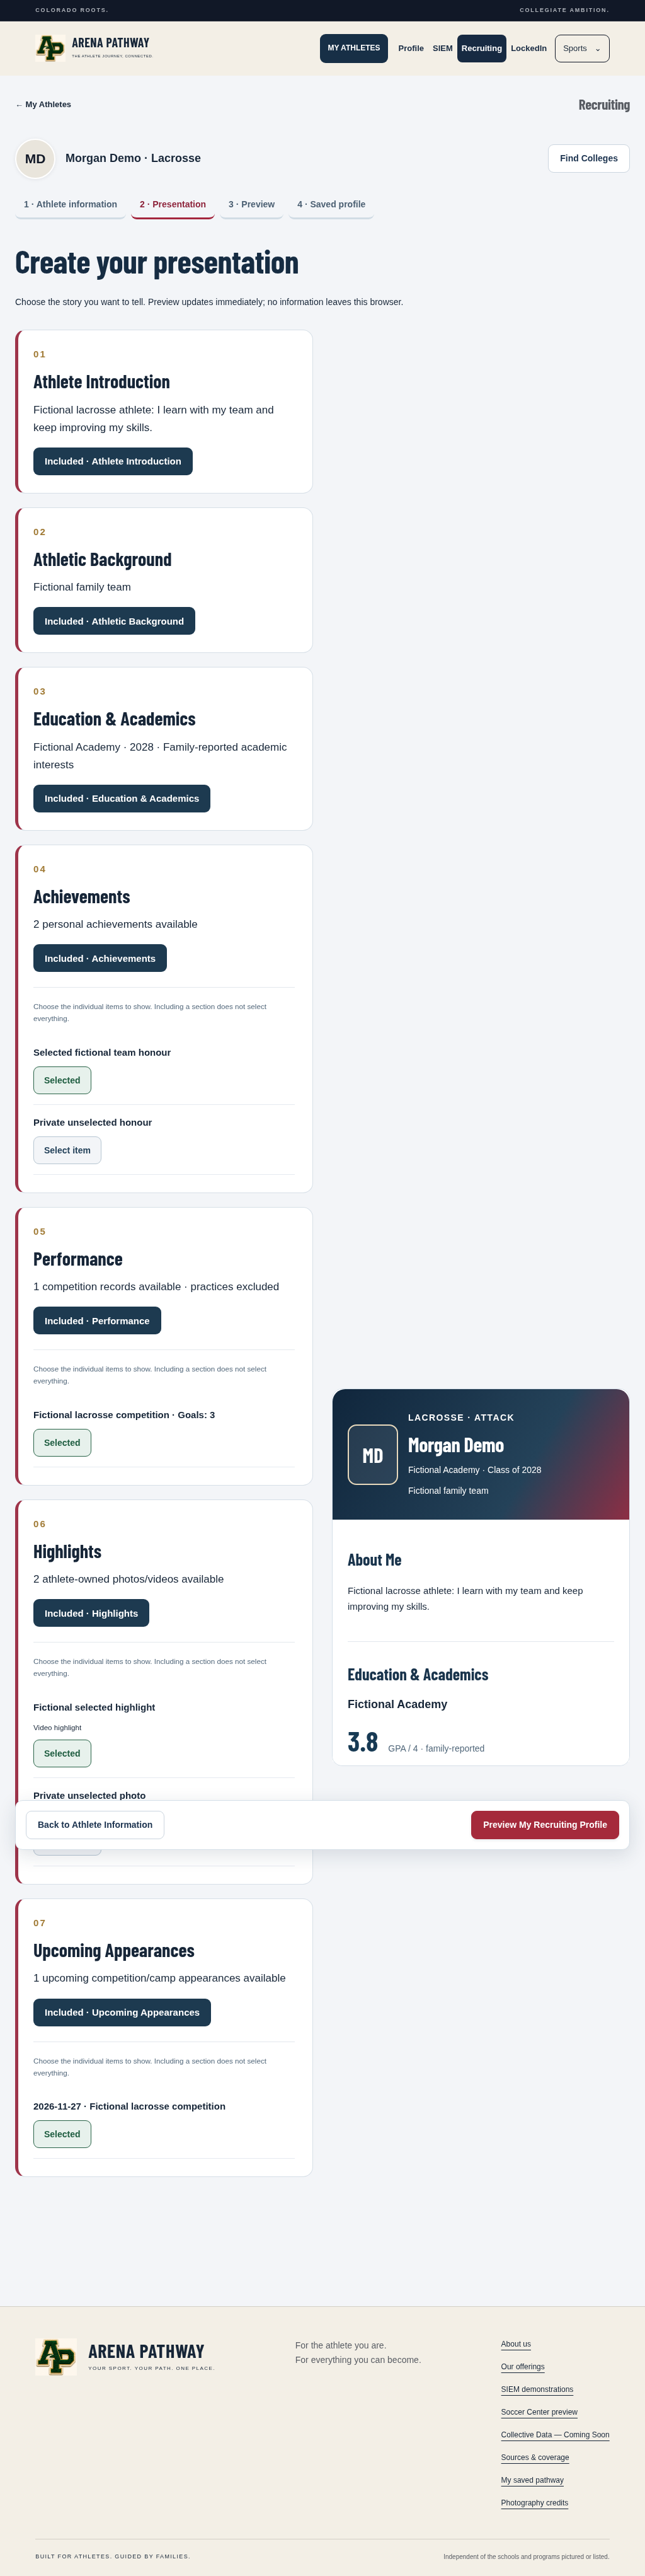 COLORADO ROOTS.
COLLEGIATE AMBITION.
AP
ARENA PATHWAY
THE ATHLETE JOURNEY. CONNECTED.
MY ATHLETES
Profile
SIEM
Recruiting
LockedIn
Sports
← My Athletes
Recruiting
MD
Morgan Demo · Lacrosse
Find Colleges
1 · Athlete information
2 · Presentation
3 · Preview
4 · Saved profile
Create your presentation
Choose the story you want to tell. Preview updates immediately; no information leaves this browser.
01
Athlete Introduction
Fictional lacrosse athlete: I learn with my team and
keep improving my skills.
Included · Athlete Introduction
02
Athletic Background
Fictional family team
Included · Athletic Background
03
Education & Academics
Fictional Academy · 2028 · Family-reported academic
interests
Included · Education & Academics
04
Achievements
2 personal achievements available
Included · Achievements
Choose the individual items to show. Including a section does not select
everything.
Selected fictional team honour
Selected
Private unselected honour
Select item
05
Performance
1 competition records available · practices excluded
Included · Performance
Choose the individual items to show. Including a section does not select
everything.
Fictional lacrosse competition · Goals: 3
Selected
06
Highlights
2 athlete-owned photos/videos available
Included · Highlights
Choose the individual items to show. Including a section does not select
everything.
Fictional selected highlight
Video highlight
Selected
Private unselected photo
LACROSSE · ATTACK
MD
Morgan Demo
Fictional Academy · Class of 2028
Fictional family team
About Me
Fictional lacrosse athlete: I learn with my team and keep
improving my skills.
Education & Academics
Fictional Academy
3.8
GPA / 4 · family-reported
Back to Athlete Information
Preview My Recruiting Profile
07
Upcoming Appearances
1 upcoming competition/camp appearances available
Included · Upcoming Appearances
Choose the individual items to show. Including a section does not select
everything.
2026-11-27 · Fictional lacrosse competition
Selected
AP
ARENA PATHWAY
YOUR SPORT. YOUR PATH. ONE PLACE.
For the athlete you are.
For everything you can become.
About us
Our offerings
SIEM demonstrations
Soccer Center preview
Collective Data — Coming Soon
Sources & coverage
My saved pathway
Photography credits
BUILT FOR ATHLETES. GUIDED BY FAMILIES.
Independent of the schools and programs pictured or listed.